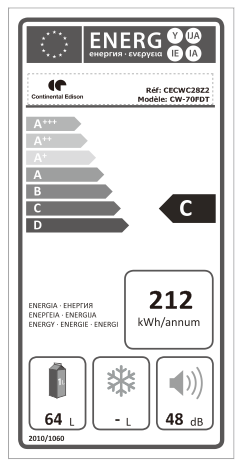 ENERG Y IJA
енергия · ενεργεια IE IA
Continental Edison
Réf: CECWC28Z2
Modèle: CW-70FDT
A+++
A++
A+
A
B
C
D
C
ENERGIA · ЕНЕРГИЯ
ΕΝΕΡΓΕΙΑ · ENERGIJA
ENERGY · ENERGIE · ENERGI
212
kWh/annum
64 L
- L
48 dB
2010/1060